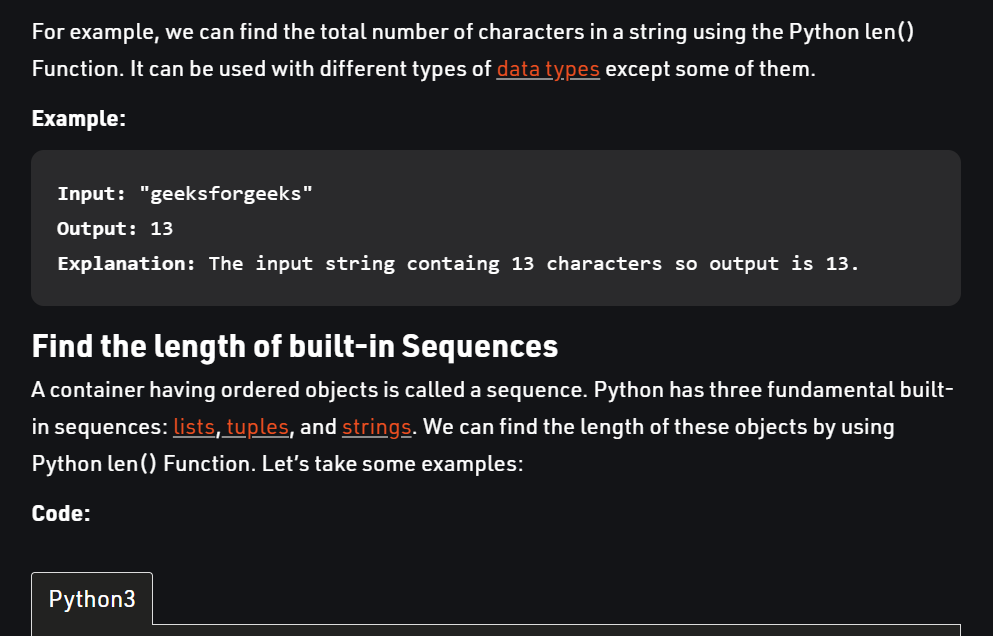 For example, we can find the total number of characters in a string using the Python len()
Function. It can be used with different types of data types except some of them.
Example:
Input: "geeksforgeeks"
Output: 13
Explanation: The input string containg 13 characters so output is 13.
Find the length of built-in Sequences
A container having ordered objects is called a sequence. Python has three fundamental built-
in sequences: lists, tuples, and strings. We can find the length of these objects by using
Python len() Function. Let’s take some examples:
Code:
Python3